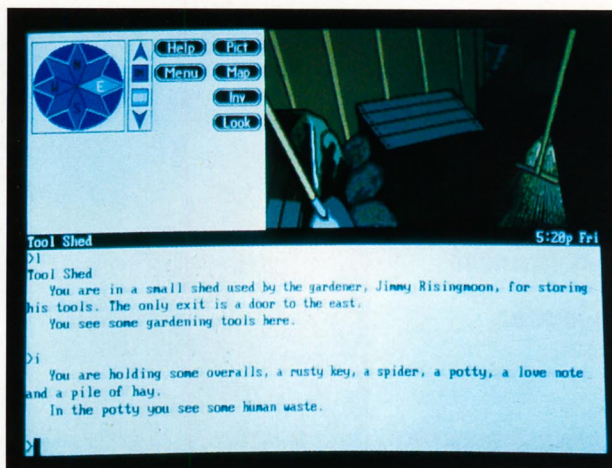 Help Pict
Menu Map
Inv
Look
N
E
S
W
Tool Shed 5:20p Fri
>l
Tool Shed
You are in a small shed used by the gardener, Jimmy Risingmoon, for storing
his tools. The only exit is a door to the east.
You see some gardening tools here.
>i
You are holding some overalls, a rusty key, a spider, a potty, a love note
and a pile of hay.
In the potty you see some human waste.
>